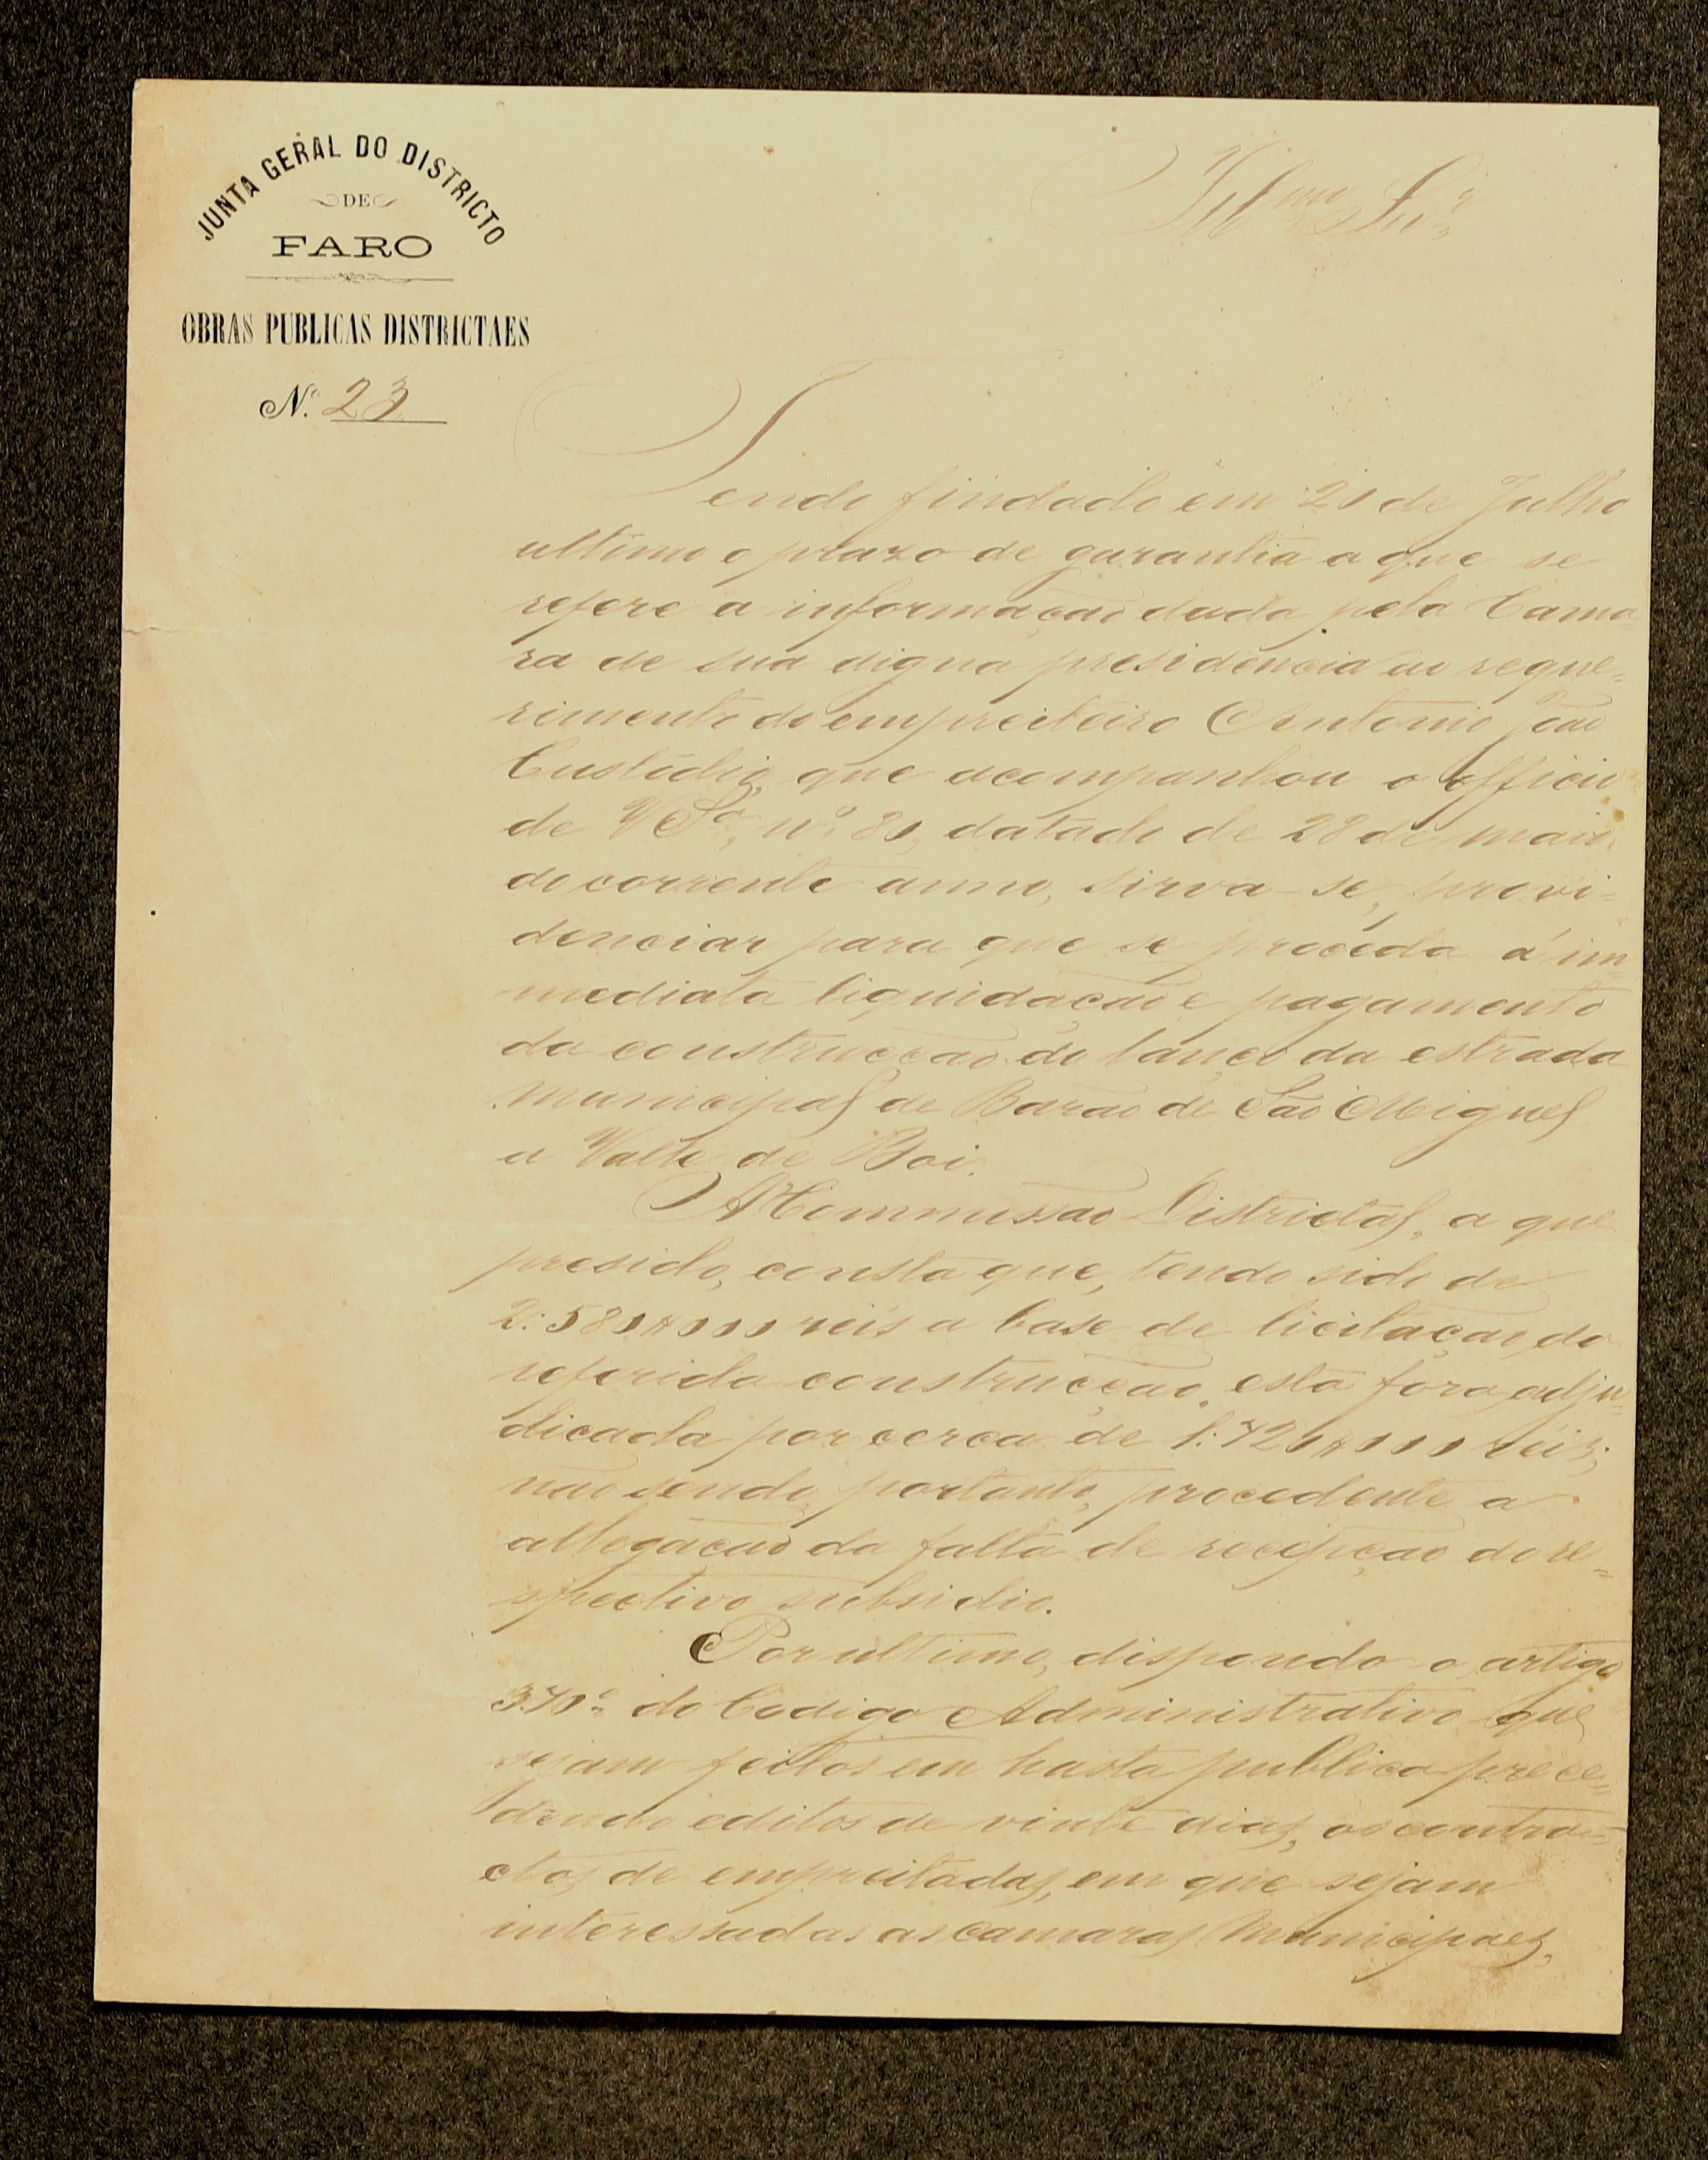 JUNTA GERAL DO DISTRICTO
DE
FARO
OBRAS PUBLICAS DISTRICTAES
N.º 23
Ill.mo Snr.
Tendo findado em 20 de Julho
ultimo o prazo de garantia a que se
refere a informação dada pela Cama-
ra de sua digna presidencia ao reque-
rimento do empreiteiro Antonio João
Custodio, que acompanhou o officio
de V S.ª, n.º 80, datado de 28 de maio
do corrente anno, sirva-se, provi-
denciar para que se proceda á im-
mediata liquidação e pagamento
da construcção do lanço da estrada
municipal de Barão de São Miguel
a Valle de Boi.
A Commissão Districtal, a que
presido, consta que, tendo sido de
2:580$000 reis a base de licitação da
referida construcção, esta fora adju-
dicada por cerca de 1:720$000 reis;
não sendo, portanto, procedente a
allegação da falta de recepção do re-
spectivo subsidio.
Por ultimo, dispondo o artigo
370.º do Codigo Administrativo que
sejam feitos em hasta publica prece-
dendo editos de vinte dias, os contra-
ctos de empreitadas, em que sejam
interessadas as camaras Municipaes,